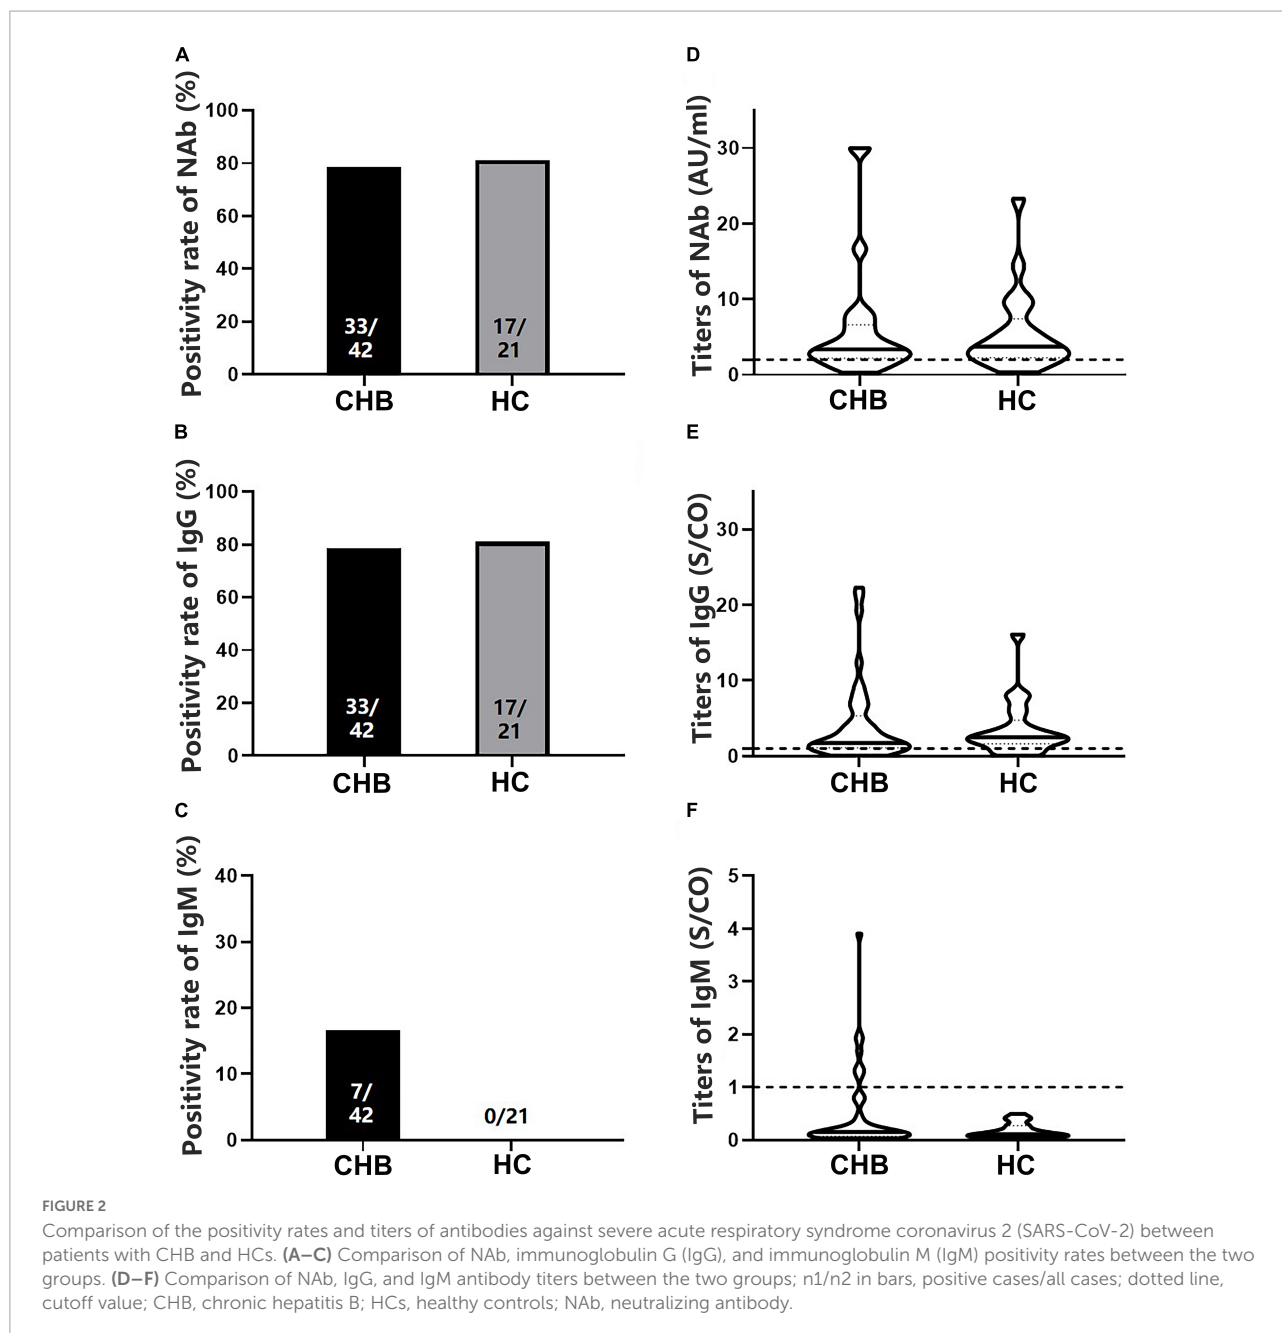 A
Positivity rate of NAb (%)
100
80
60
40
20
0
33/
42
17/
21
CHB
HC
D
Titers of NAb (AU/ml)
30
20
10
0
CHB
HC
B
Positivity rate of IgG (%)
100
80
60
40
20
0
33/
42
17/
21
CHB
HC
E
Titers of IgG (S/CO)
30
20
10
0
CHB
HC
C
Positivity rate of IgM (%)
40
30
20
10
0
7/
42
0/21
CHB
HC
F
Titers of IgM (S/CO)
5
4
3
2
1
0
CHB
HC
FIGURE 2
Comparison of the positivity rates and titers of antibodies against severe acute respiratory syndrome coronavirus 2 (SARS-CoV-2) between
patients with CHB and HCs. (A–C) Comparison of NAb, immunoglobulin G (IgG), and immunoglobulin M (IgM) positivity rates between the two
groups. (D–F) Comparison of NAb, IgG, and IgM antibody titers between the two groups; n1/n2 in bars, positive cases/all cases; dotted line,
cutoff value; CHB, chronic hepatitis B; HCs, healthy controls; NAb, neutralizing antibody.